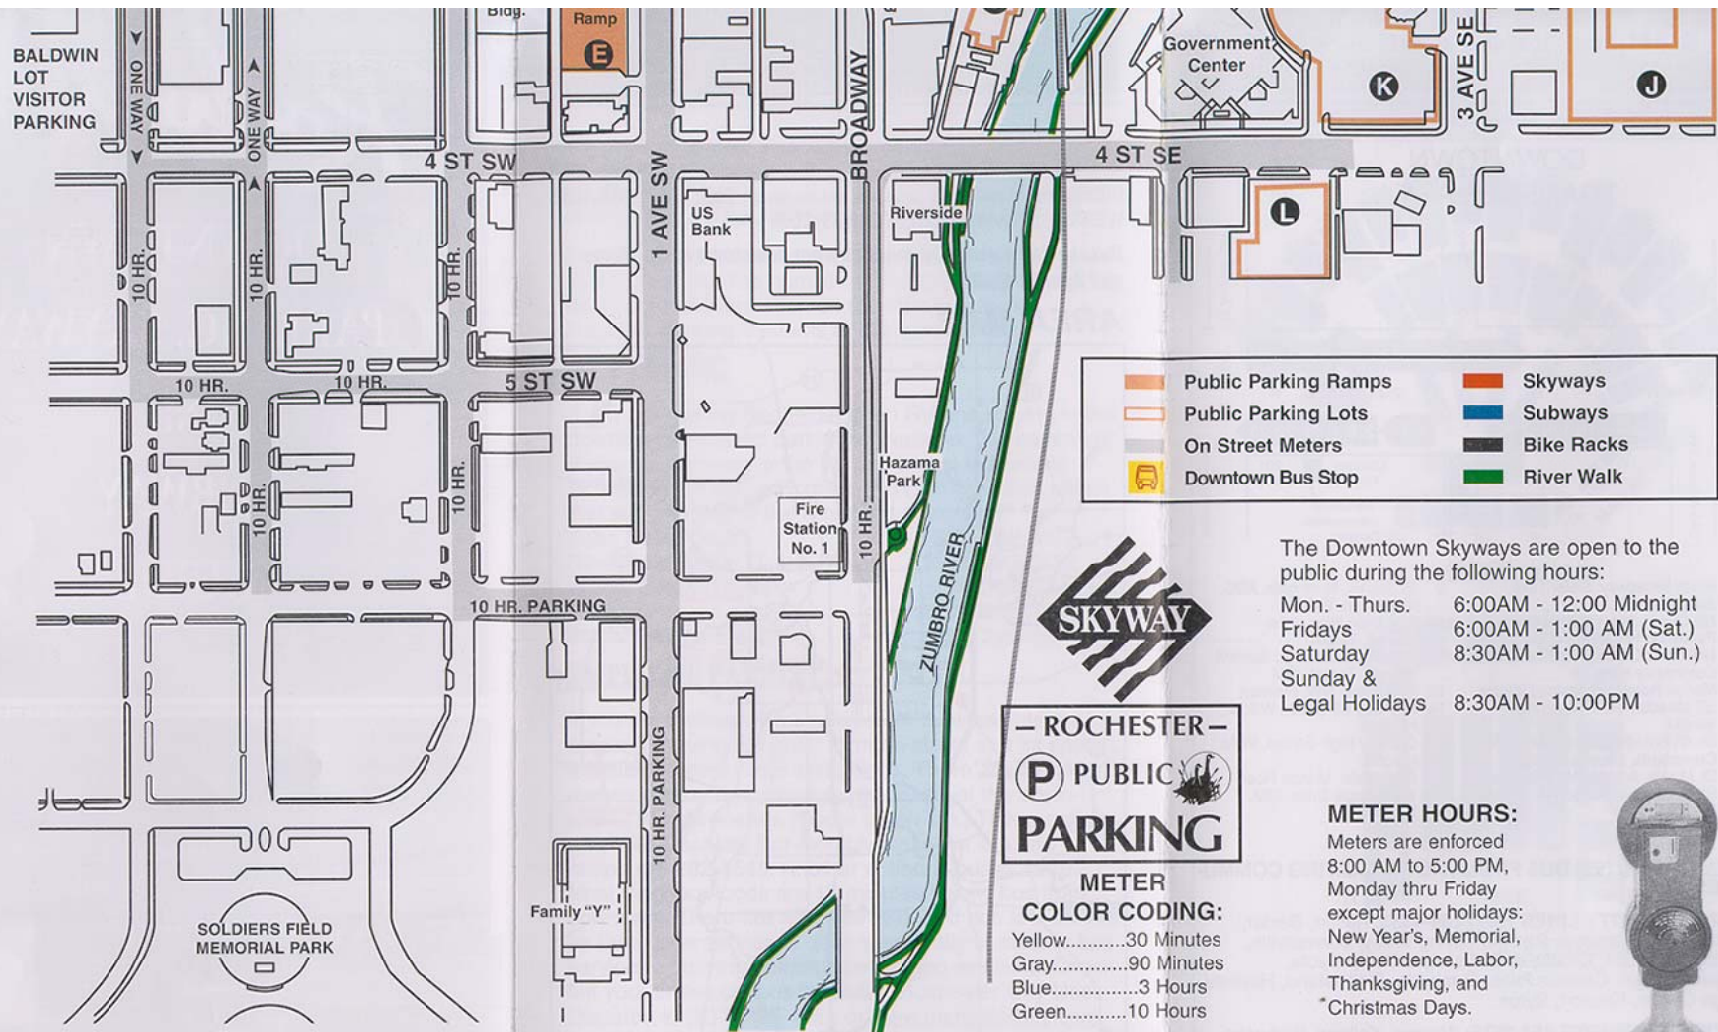 Bldg.
Ramp
E
BALDWIN
LOT
VISITOR
PARKING
ONE WAY
ONE WAY
BROADWAY
Government
Center
K
3 AVE SE
J
4 ST SW
4 ST SE
1 AVE SW
US
Bank
Riverside
L
10 HR.
10 HR.
10 HR.
10 HR.
10 HR.
5 ST SW
Public Parking Ramps
Public Parking Lots
On Street Meters
Downtown Bus Stop
Skyways
Subways
Bike Racks
River Walk
10 HR.
10 HR.
Hazama
Park
Fire
Station
No. 1
10 HR.
ZUMBRO RIVER
10 HR. PARKING
10 HR. PARKING
10 HR. PARKING
SKYWAY
The Downtown Skyways are open to the
public during the following hours:
Mon. - Thurs. 6:00AM - 12:00 Midnight
Fridays 6:00AM - 1:00 AM (Sat.)
Saturday 8:30AM - 1:00 AM (Sun.)
Sunday &
Legal Holidays 8:30AM - 10:00PM
– ROCHESTER –
P PUBLIC
PARKING
METER
COLOR CODING:
Yellow...........30 Minutes
Gray..............90 Minutes
Blue................3 Hours
Green...........10 Hours
METER HOURS:
Meters are enforced
8:00 AM to 5:00 PM,
Monday thru Friday
except major holidays:
New Year's, Memorial,
Independence, Labor,
Thanksgiving, and
Christmas Days.
Family "Y"
SOLDIERS FIELD
MEMORIAL PARK